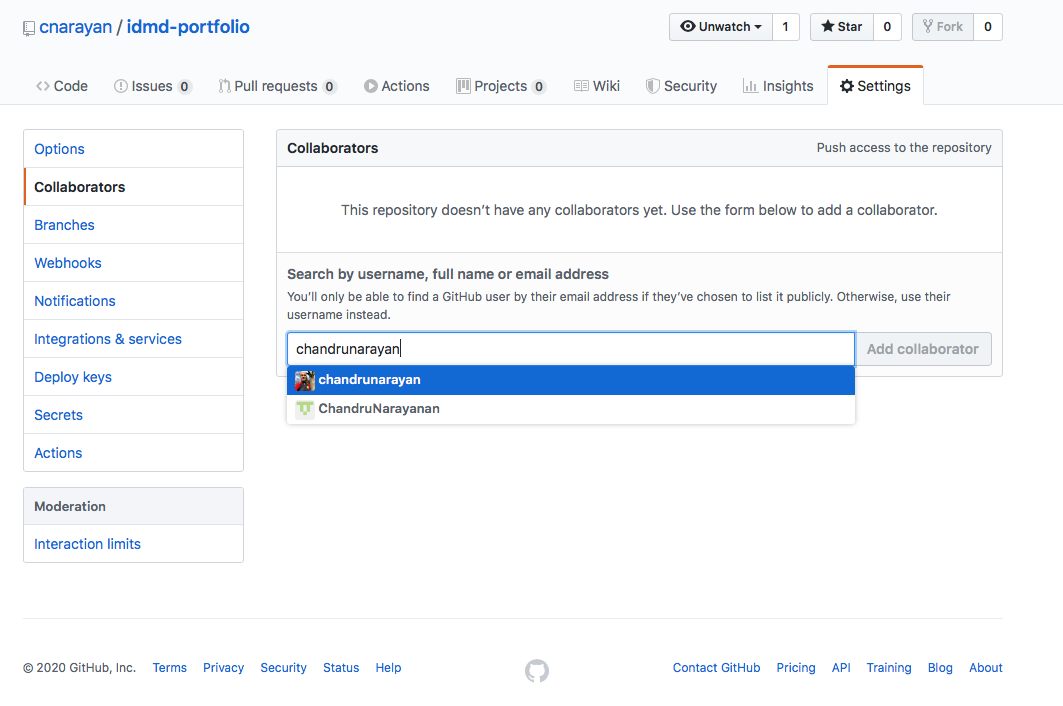 cnarayan / idmd-portfolio
Unwatch 1 Star 0 Fork 0
Code Issues 0 Pull requests 0 Actions Projects 0 Wiki Security Insights Settings
Options
Collaborators
Branches
Webhooks
Notifications
Integrations & services
Deploy keys
Secrets
Actions
Moderation
Interaction limits
Collaborators Push access to the repository
This repository doesn’t have any collaborators yet. Use the form below to add a collaborator.
Search by username, full name or email address
You’ll only be able to find a GitHub user by their email address if they’ve chosen to list it publicly. Otherwise, use their
username instead.
chandrunarayan Add collaborator
chandrunarayan
ChandruNarayanan
© 2020 GitHub, Inc. Terms Privacy Security Status Help Contact GitHub Pricing API Training Blog About